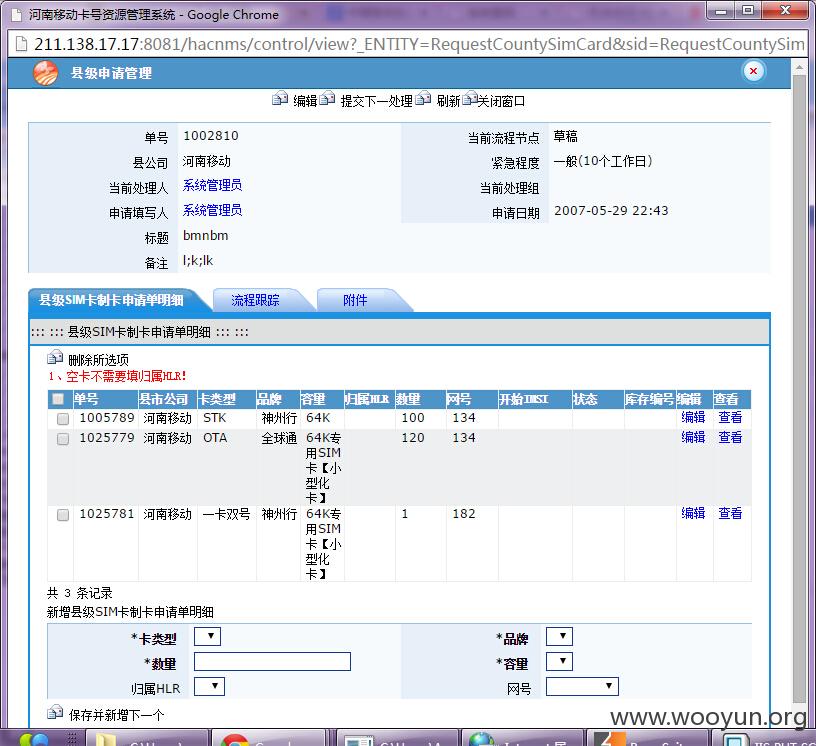 河南移动卡号资源管理系统 - Google Chrome
211.138.17.17:8081/hacnms/control/view?_ENTITY=RequestCountySimCard&sid=RequestCountySim
县级申请管理
编辑 提交下一处理 刷新 关闭窗口
单号 1002810 当前流程节点 草稿
县公司 河南移动 紧急程度 一般(10个工作日)
当前处理人 系统管理员 当前处理组
申请填写人 系统管理员 申请日期 2007-05-29 22:43
标题 bmnbm
备注 l;k;lk
县级SIM卡制卡申请单明细 流程跟踪 附件
::: ::: 县级SIM卡制卡申请单明细 ::: :::
删除所选项
1、空卡不需要填归属HLR!
单号 县市公司 卡类型 品牌 容量 归属HLR 数量 网号 开始IMSI 状态 库存编号 编辑 查看
1005789 河南移动 STK 神州行 64K 100 134 编辑 查看
1025779 河南移动 OTA 全球通 64K专 120 134 编辑 查看
用SIM
卡【小
型化
卡】
1025781 河南移动 一卡双号 神州行 64K专 1 182 编辑 查看
用SIM
卡【小
型化
卡】
共 3 条记录
新增县级SIM卡制卡申请单明细
*卡类型 *品牌
*数量 *容量
归属HLR 网号
保存并新增下一个
www.wooyun.org